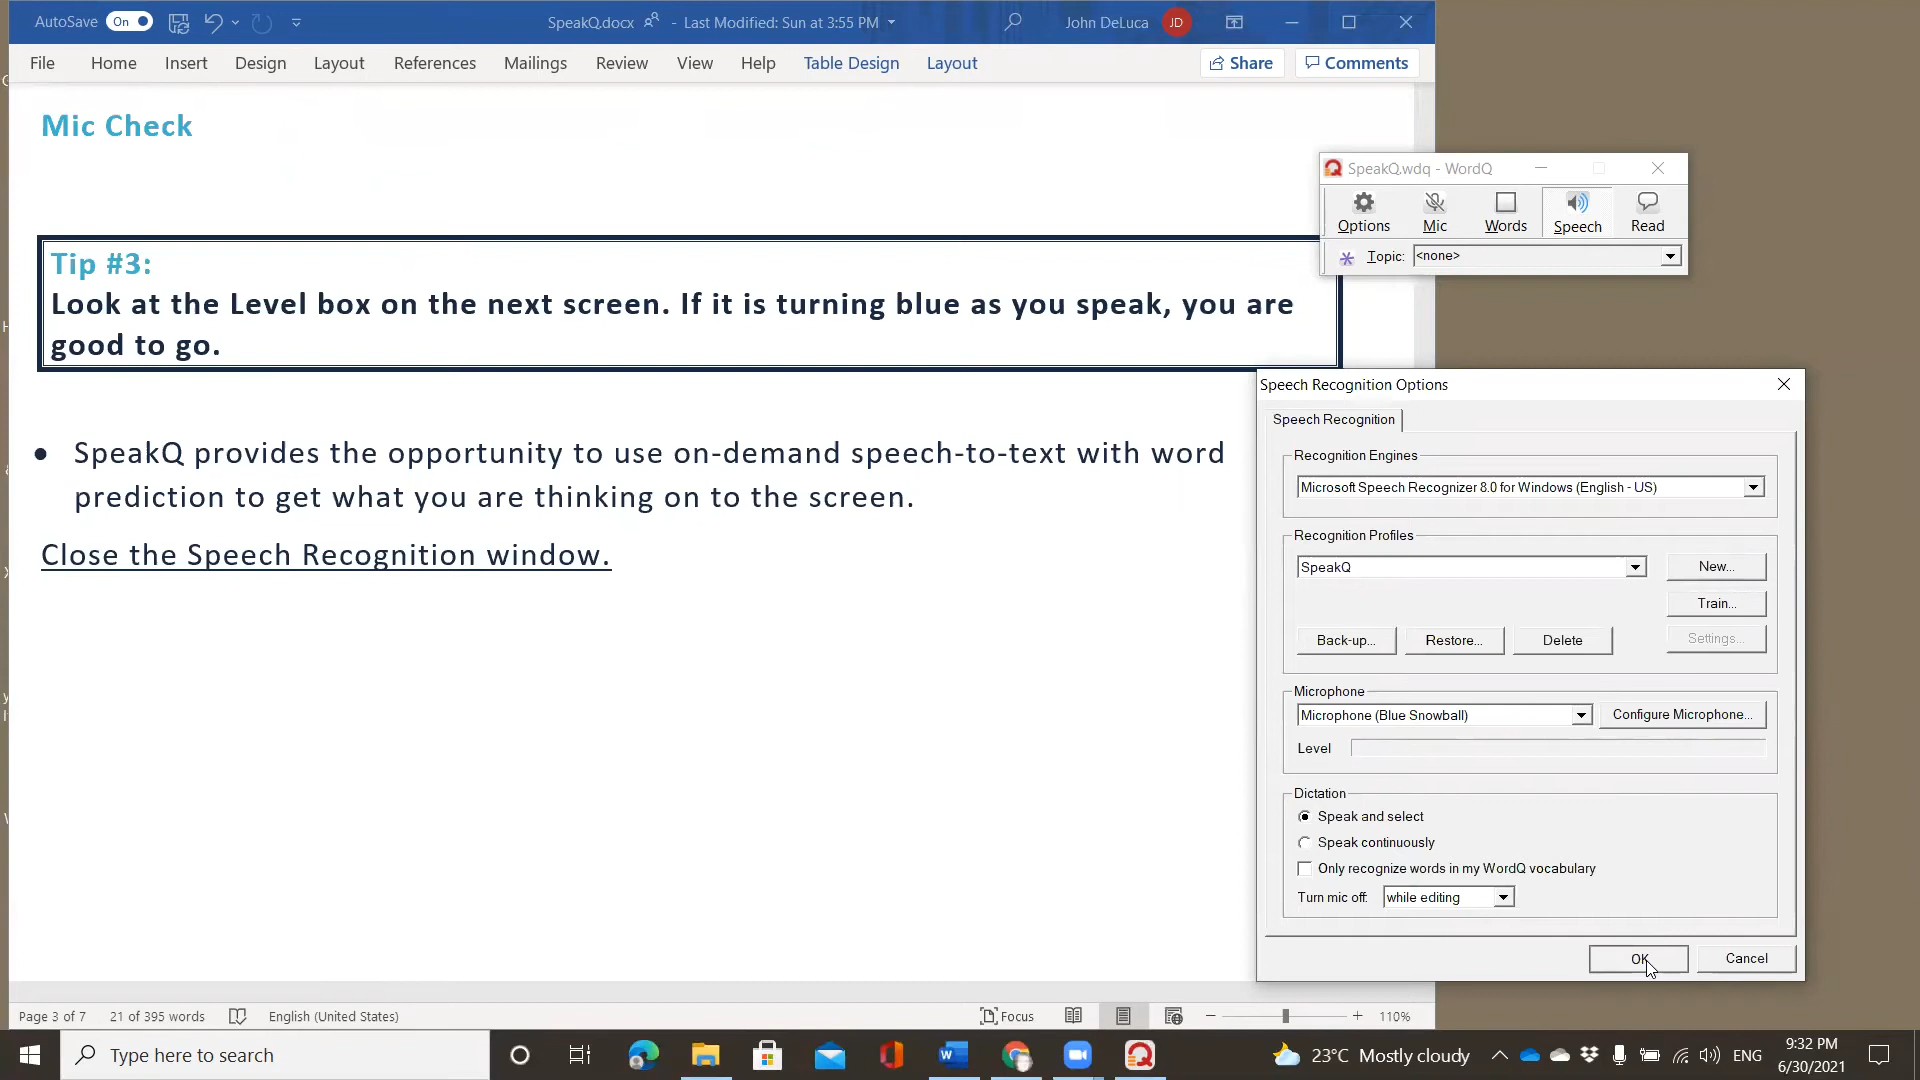 AutoSave On SpeakQ.docx - Last Modified: Sun at 3:55 PM John DeLuca JD
File Home Insert Design Layout References Mailings Review View Help Table Design Layout Share Comments
Mic Check
Tip #3:
Look at the Level box on the next screen. If it is turning blue as you speak, you are
good to go.
• SpeakQ provides the opportunity to use on-demand speech-to-text with word
prediction to get what you are thinking on to the screen.
Close the Speech Recognition window.
SpeakQ.wdq - WordQ
Options Mic Words Speech Read
Topic: <none>
Speech Recognition Options
Speech Recognition
Recognition Engines
Microsoft Speech Recognizer 8.0 for Windows (English - US)
Recognition Profiles
SpeakQ New...
Train...
Back-up... Restore... Delete Settings...
Microphone
Microphone (Blue Snowball) Configure Microphone...
Level
Dictation
Speak and select
Speak continuously
Only recognize words in my WordQ vocabulary
Turn mic off: while editing
OK Cancel
Page 3 of 7 21 of 395 words English (United States) Focus 110%
Type here to search 23°C Mostly cloudy ENG 9:32 PM
6/30/2021